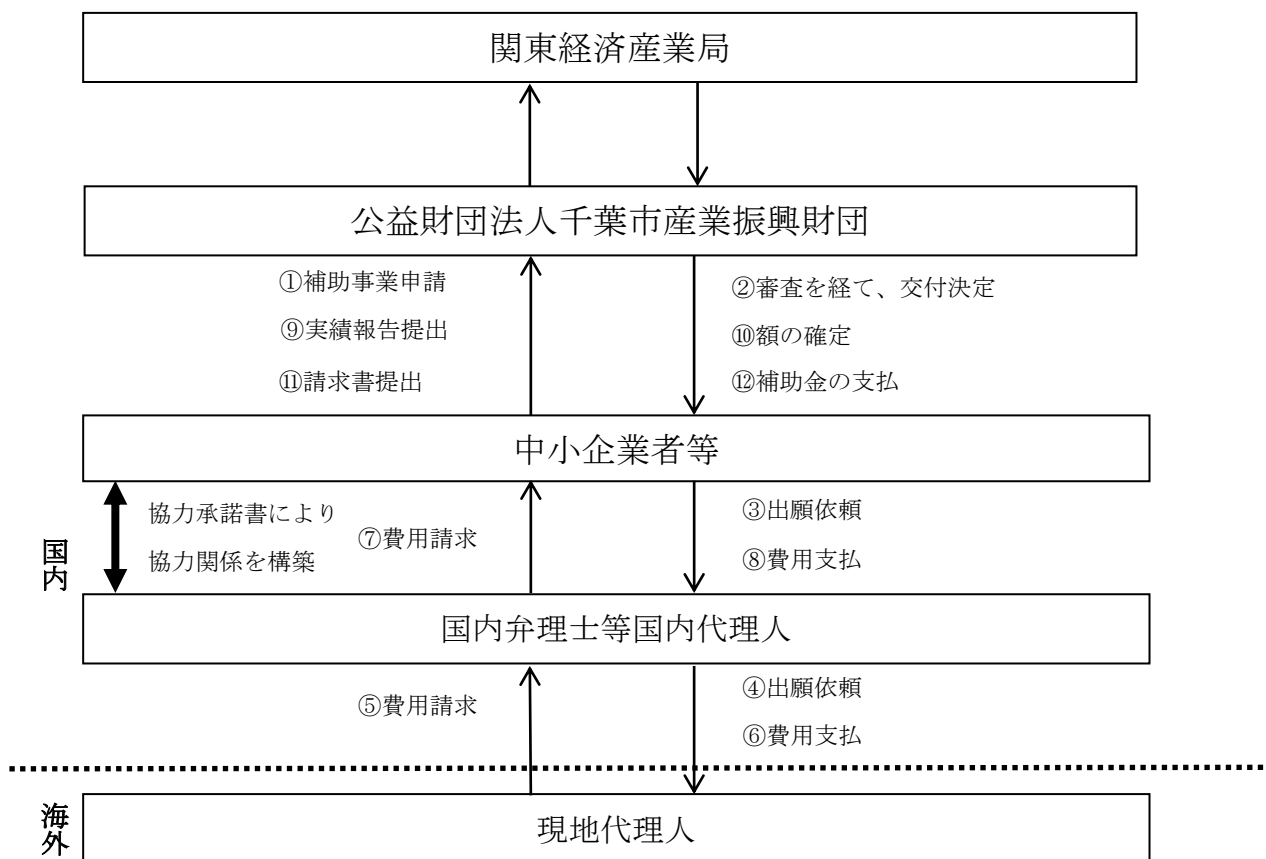 関東経済産業局
公益財団法人千葉市産業振興財団
①補助事業申請
⑨実績報告提出
⑪請求書提出
②審査を経て、交付決定
⑩額の確定
⑫補助金の支払
中小企業者等
国内
協力承諾書により
協力関係を構築
⑦費用請求
③出願依頼
⑧費用支払
国内弁理士等国内代理人
⑤費用請求
④出願依頼
⑥費用支払
海外
現地代理人